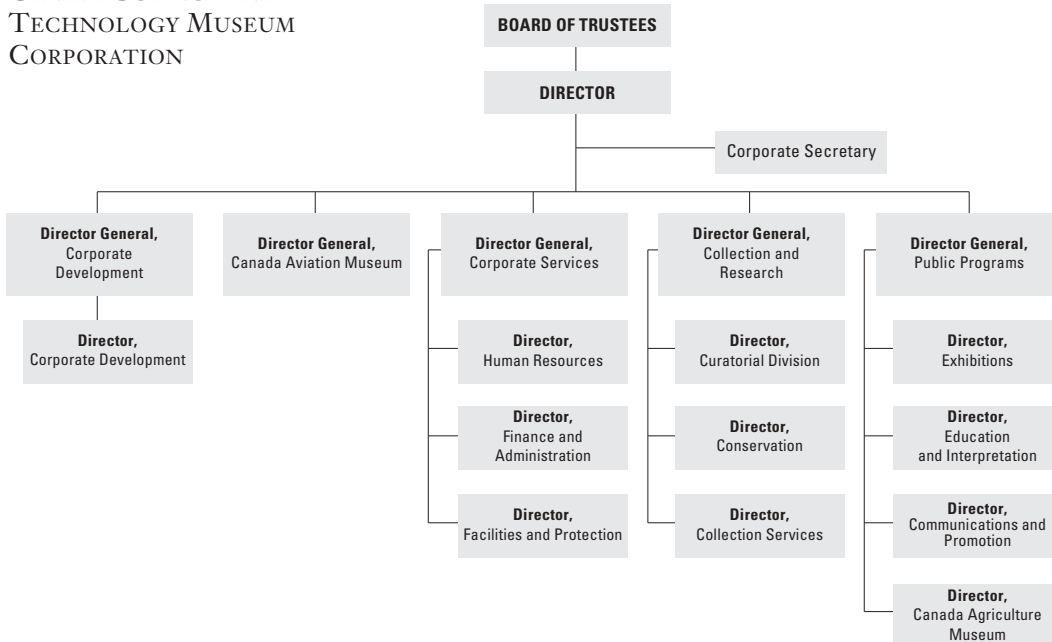 TECHNOLOGY MUSEUM
CORPORATION
BOARD OF TRUSTEES
DIRECTOR
Corporate Secretary
Director General,
Corporate
Development
Director,
Corporate Development
Director General,
Canada Aviation Museum
Director General,
Corporate Services
Director,
Human Resources
Director,
Finance and
Administration
Director,
Facilities and Protection
Director General,
Collection and
Research
Director,
Curatorial Division
Director,
Conservation
Director,
Collection Services
Director General,
Public Programs
Director,
Exhibitions
Director,
Education
and Interpretation
Director,
Communications and
Promotion
Director,
Canada Agriculture
Museum